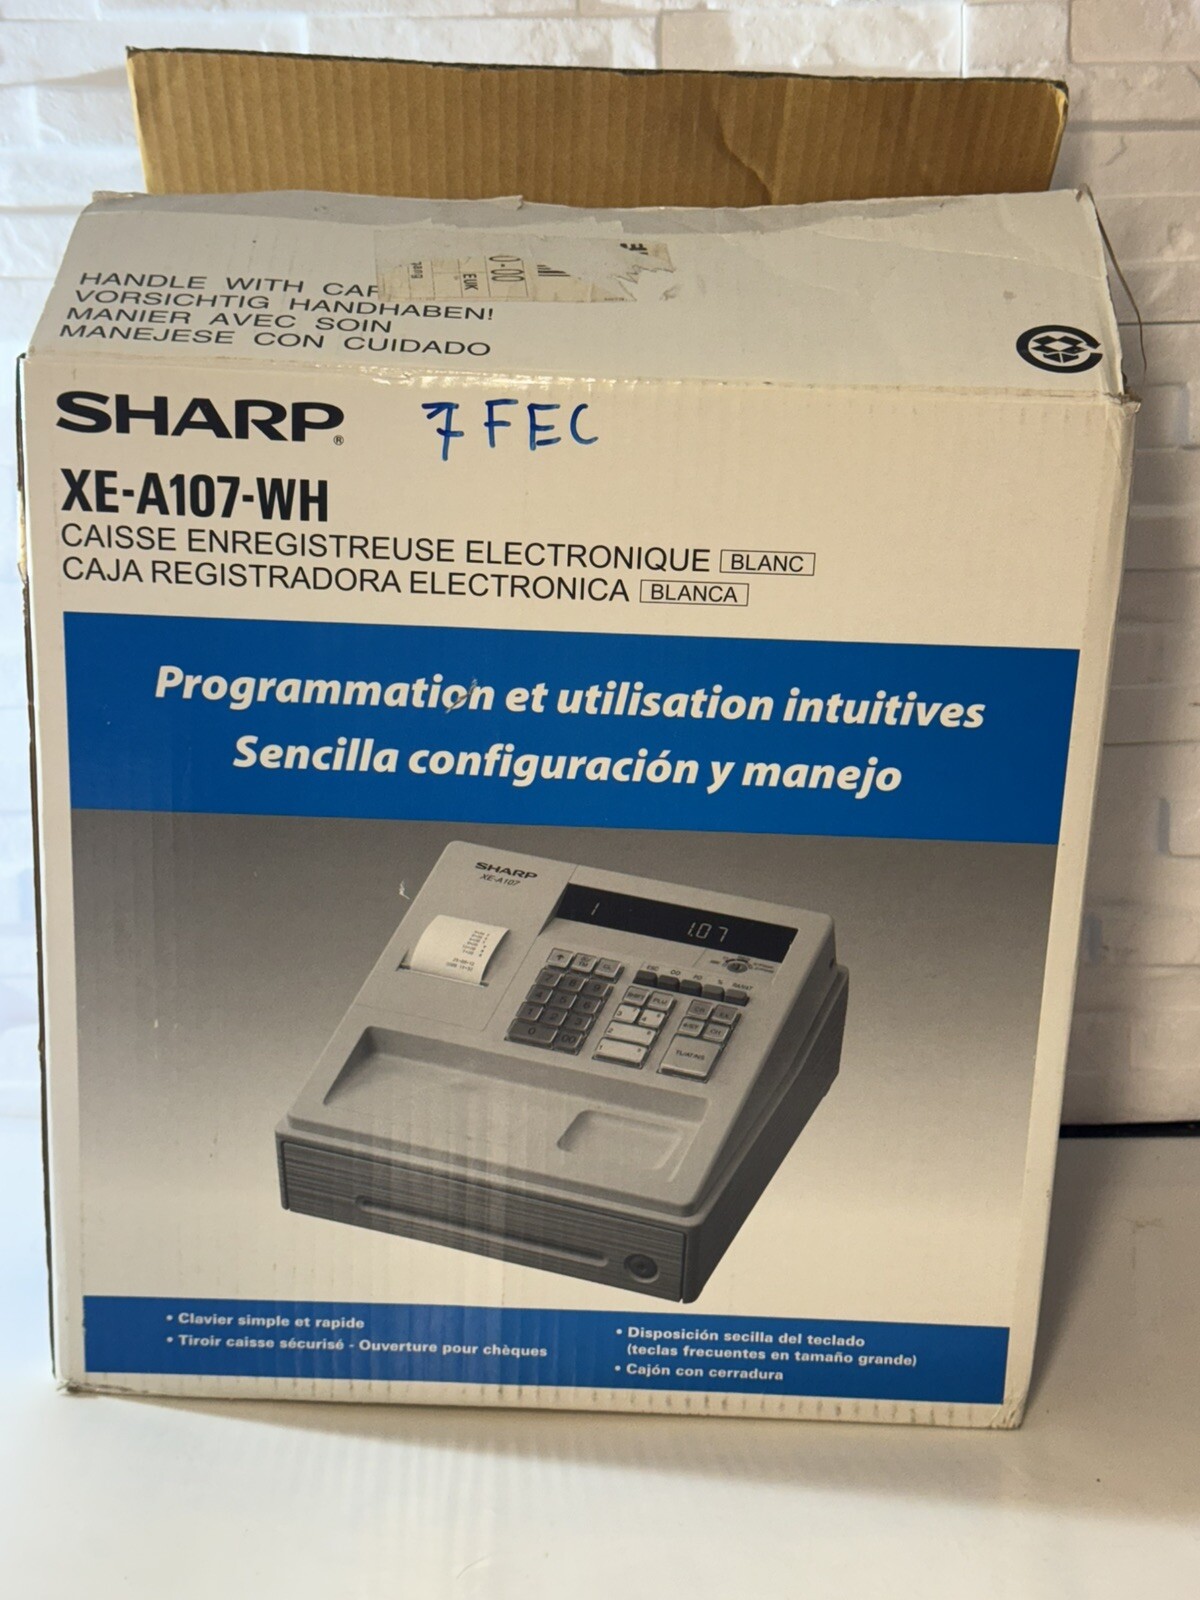 HANDLE WITH CAR
VORSICHTIG HANDHABEN!
MANIER AVEC SOIN
MANEJESE CON CUIDADO
SHARP®
7 FEC
XE-A107-WH
CAISSE ENREGISTREUSE ELECTRONIQUE BLANC
CAJA REGISTRADORA ELECTRONICA BLANCA
Programmation et utilisation intuitives
Sencilla configuración y manejo
SHARP
XE-A107
1 1.07
• Clavier simple et rapide
• Tiroir caisse sécurisé - Ouverture pour chèques
• Disposición secilla del teclado
(teclas frecuentes en tamaño grande)
• Cajón con cerradura